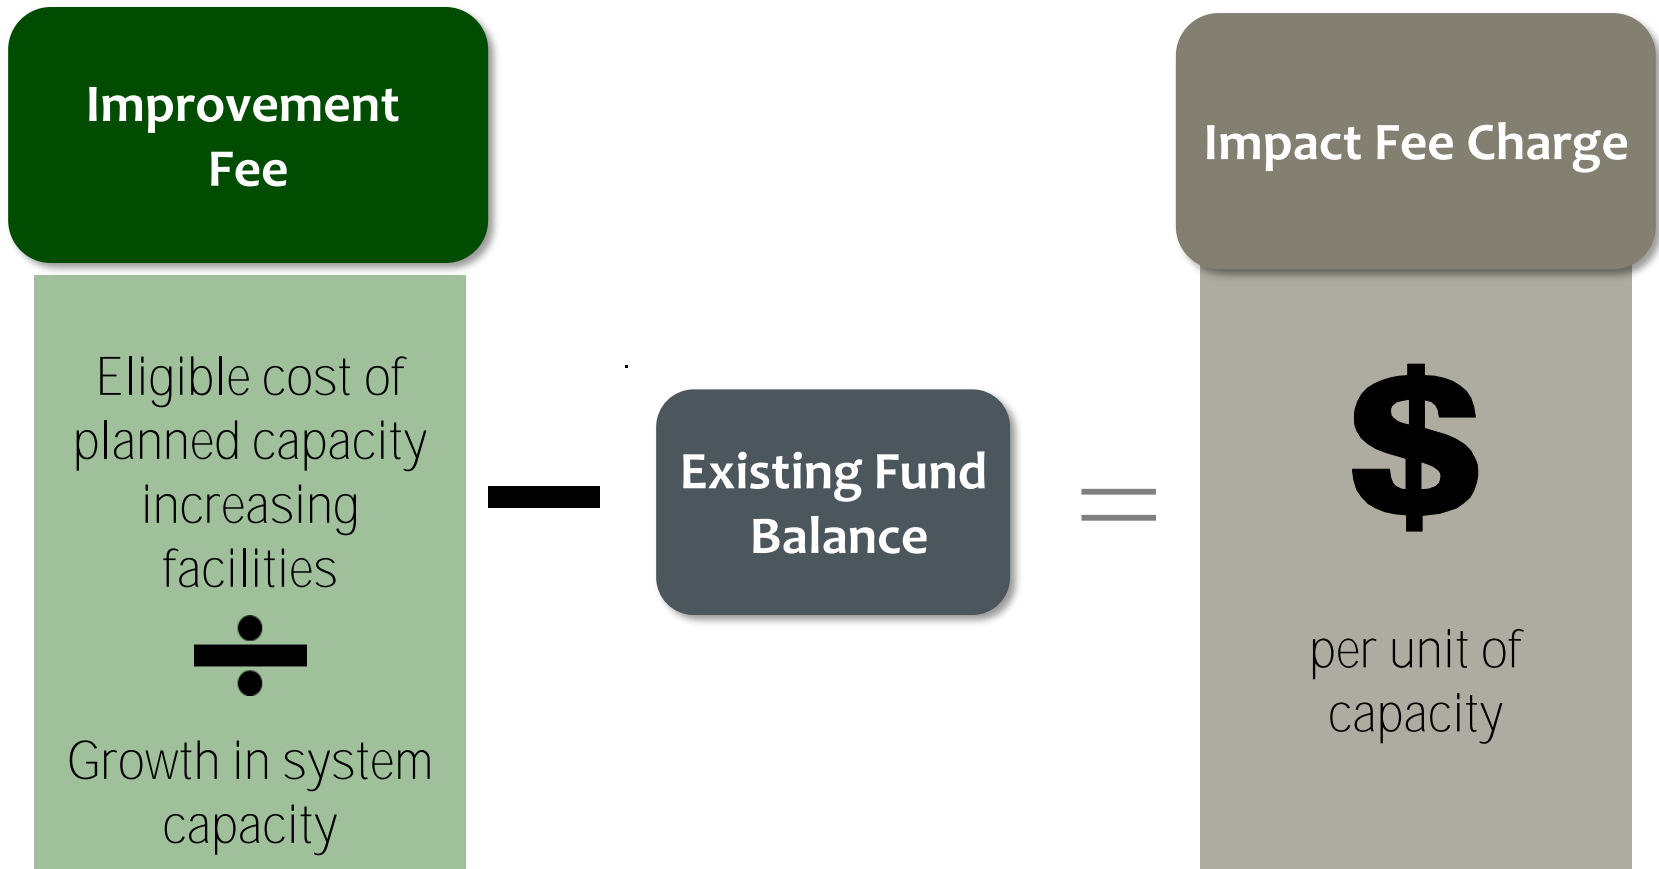 Improvement
Fee
Eligible cost of
planned capacity
increasing
facilities
÷
Growth in system
capacity
–
Existing Fund
Balance
=
Impact Fee Charge
$
per unit of
capacity